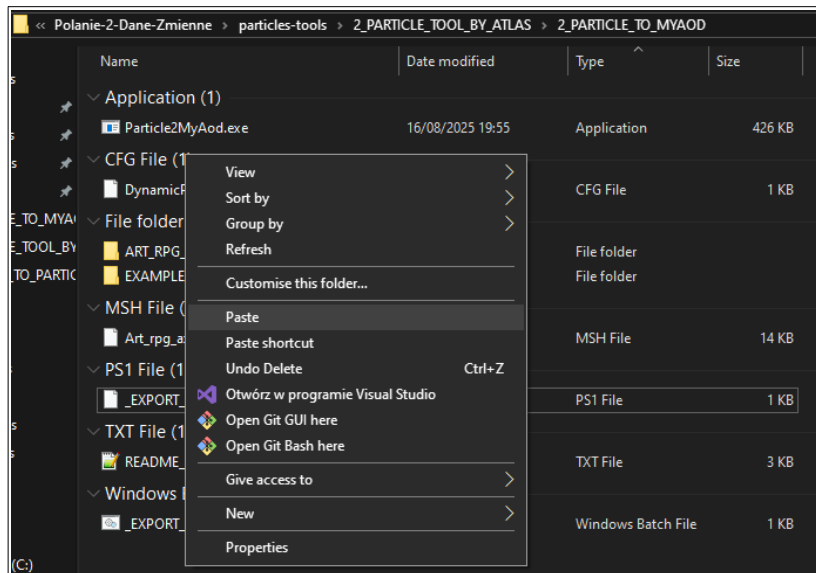 « Polanie-2-Dane-Zmienne > particles-tools > 2_PARTICLE_TOOL_BY_ATLAS > 2_PARTICLE_TO_MYAOD
Name Date modified Type Size
Application (1)
Particle2MyAod.exe 16/08/2025 19:55 Application 426 KB
CFG File (1
View
DynamicP CFG File 1 KB
Sort by
E_TO_MYA File folder
Group by
E_TOOL_BY ART_RPG_ File folder
Refresh
_TO_PARTIC EXAMPLE File folder
Customise this folder...
MSH File (
Paste
Art_rpg_a MSH File 14 KB
Paste shortcut
PS1 File (1
Undo Delete Ctrl+Z
_EXPORT_ PS1 File 1 KB
Otwórz w programie Visual Studio
Open Git GUI here
TXT File (1
Open Git Bash here
README_ TXT File 3 KB
Give access to
Windows B
New
_EXPORT_ Windows Batch File 1 KB
Properties
(C:)